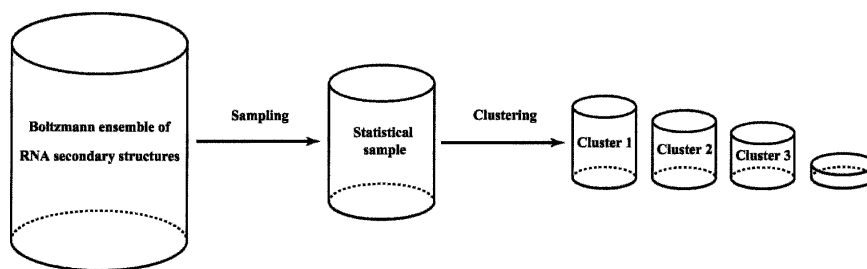 Boltzmann ensemble of
RNA secondary structures
Sampling
Statistical
sample
Clustering
Cluster 1
Cluster 2
Cluster 3